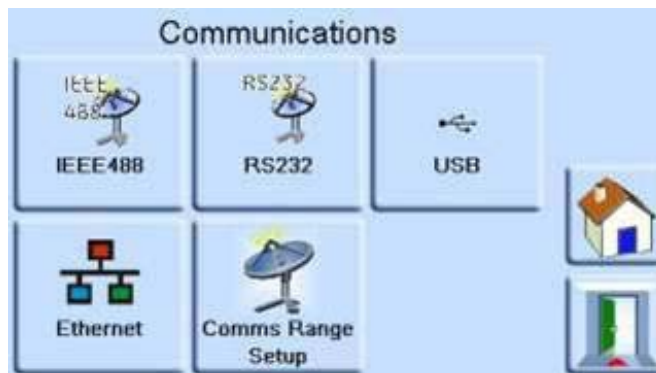 Communications
IEEE
488
IEEE488
RS232
RS232
USB
Ethernet
Comms Range
Setup